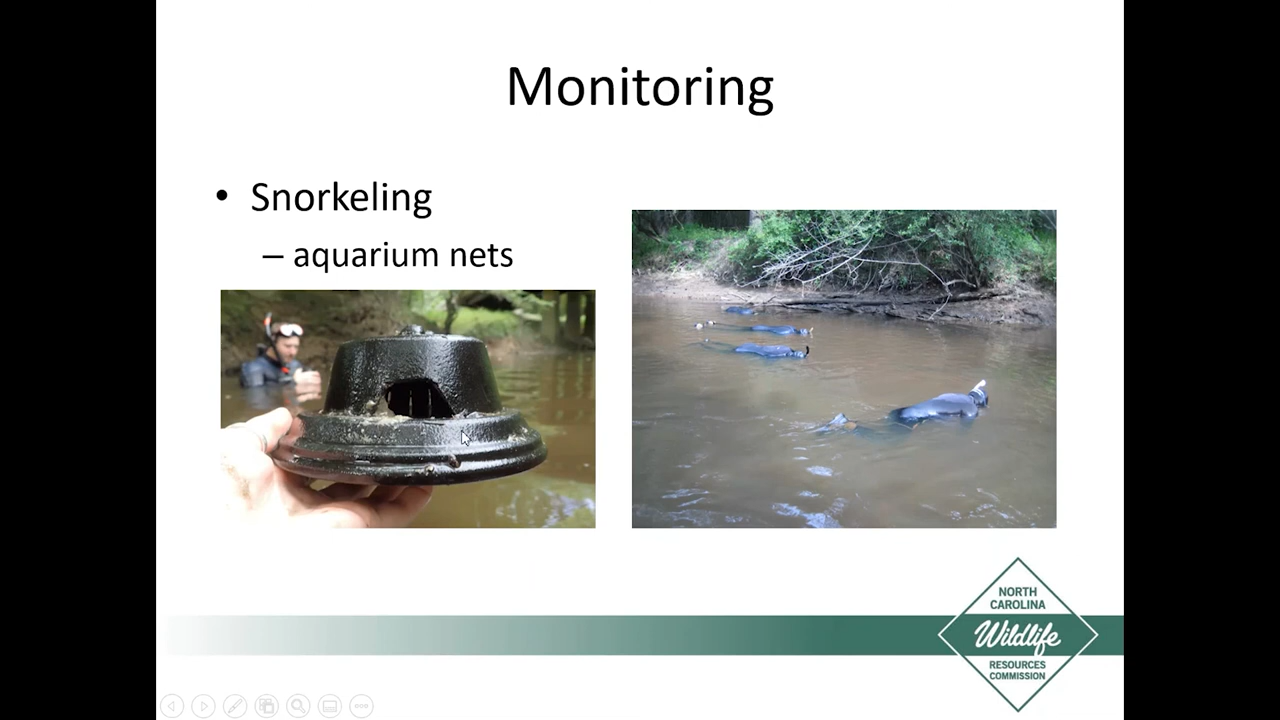 Monitoring
• Snorkeling
– aquarium nets
NORTH
CAROLINA
Wildlife
RESOURCES
COMMISSION